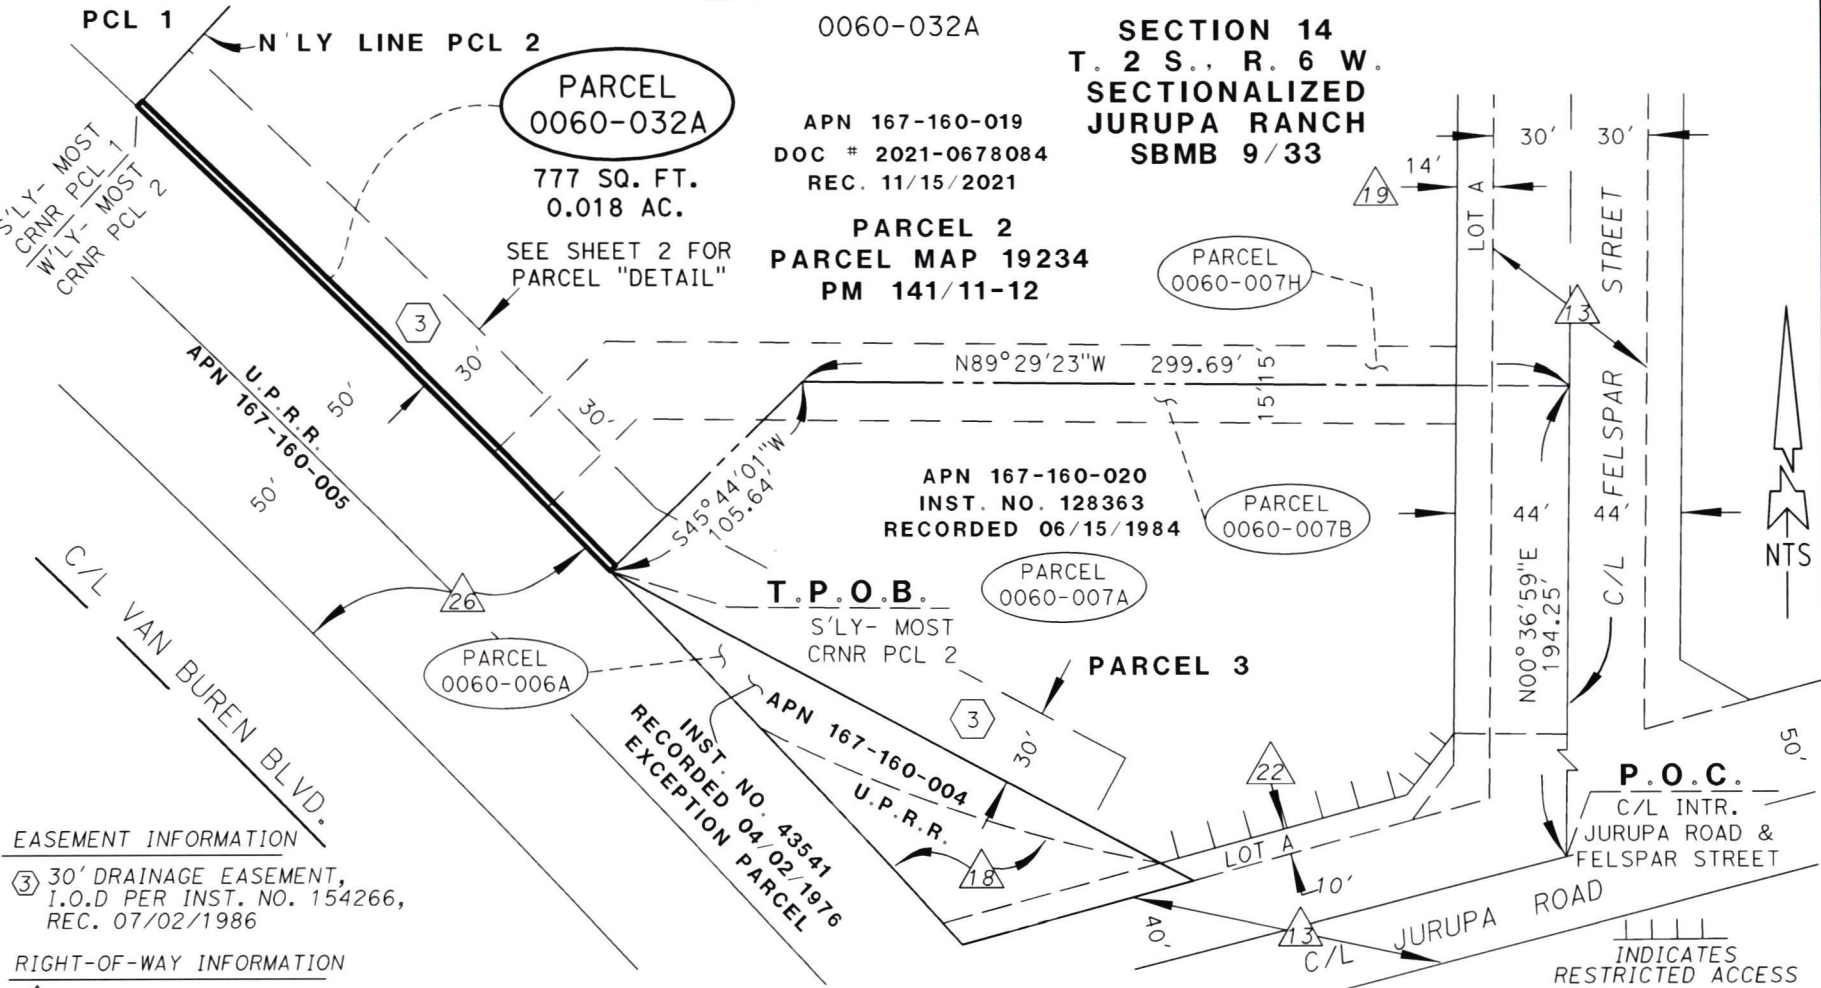 0060-032A
PCL 1
N'LY LINE PCL 2
PARCEL
0060-032A
777 SQ. FT.
0.018 AC.
SEE SHEET 2 FOR
PARCEL "DETAIL"
APN 167-160-019
DOC # 2021-0678084
REC. 11/15/2021
PARCEL 2
PARCEL MAP 19234
PM 141/11-12
SECTION 14
T. 2 S., R. 6 W.
SECTIONALIZED
JURUPA RANCH
SBMB 9/33
30'
30'
14'
19
LOT A
STREET
FELSPAR
C/L
13
PARCEL
0060-007H
S'LY- MOST
CRNR PCL 1
W'LY- MOST
CRNR PCL 2
3
30'
30'
U.P.R.R.
APN 167-160-005
50'
50'
N89°29'23"W 299.69'
15'
15'
S45°44'01"W
105.64'
APN 167-160-020
INST. NO. 128363
RECORDED 06/15/1984
PARCEL
0060-007B
PARCEL
0060-007A
44'
44'
N00°36'59"E
194.25'
NTS
C/L VAN BUREN BLVD.
26
T.P.O.B.
S'LY- MOST
CRNR PCL 2
PARCEL
0060-006A
PARCEL 3
3
30'
APN 167-160-004
U.P.R.R.
INST. NO. 43541
RECORDED 04/02/1976
EXCEPTION PARCEL
18
22
LOT A
10'
40'
50'
P.O.C.
C/L INTR.
JURUPA ROAD &
FELSPAR STREET
13
C/L
JURUPA ROAD
INDICATES
RESTRICTED ACCESS
EASEMENT INFORMATION
3 30' DRAINAGE EASEMENT,
I.O.D PER INST. NO. 154266,
REC. 07/02/1986
RIGHT-OF-WAY INFORMATION